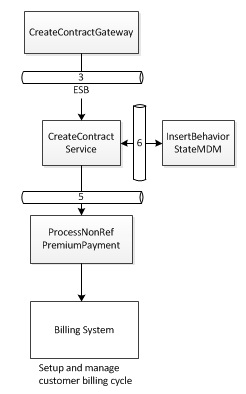 CreateContractGateway
3
ESB
CreateContract
Service
6
InsertBehavior
StateMDM
5
ProcessNonRef
PremiumPayment
Billing System
Setup and manage
customer billing cycle